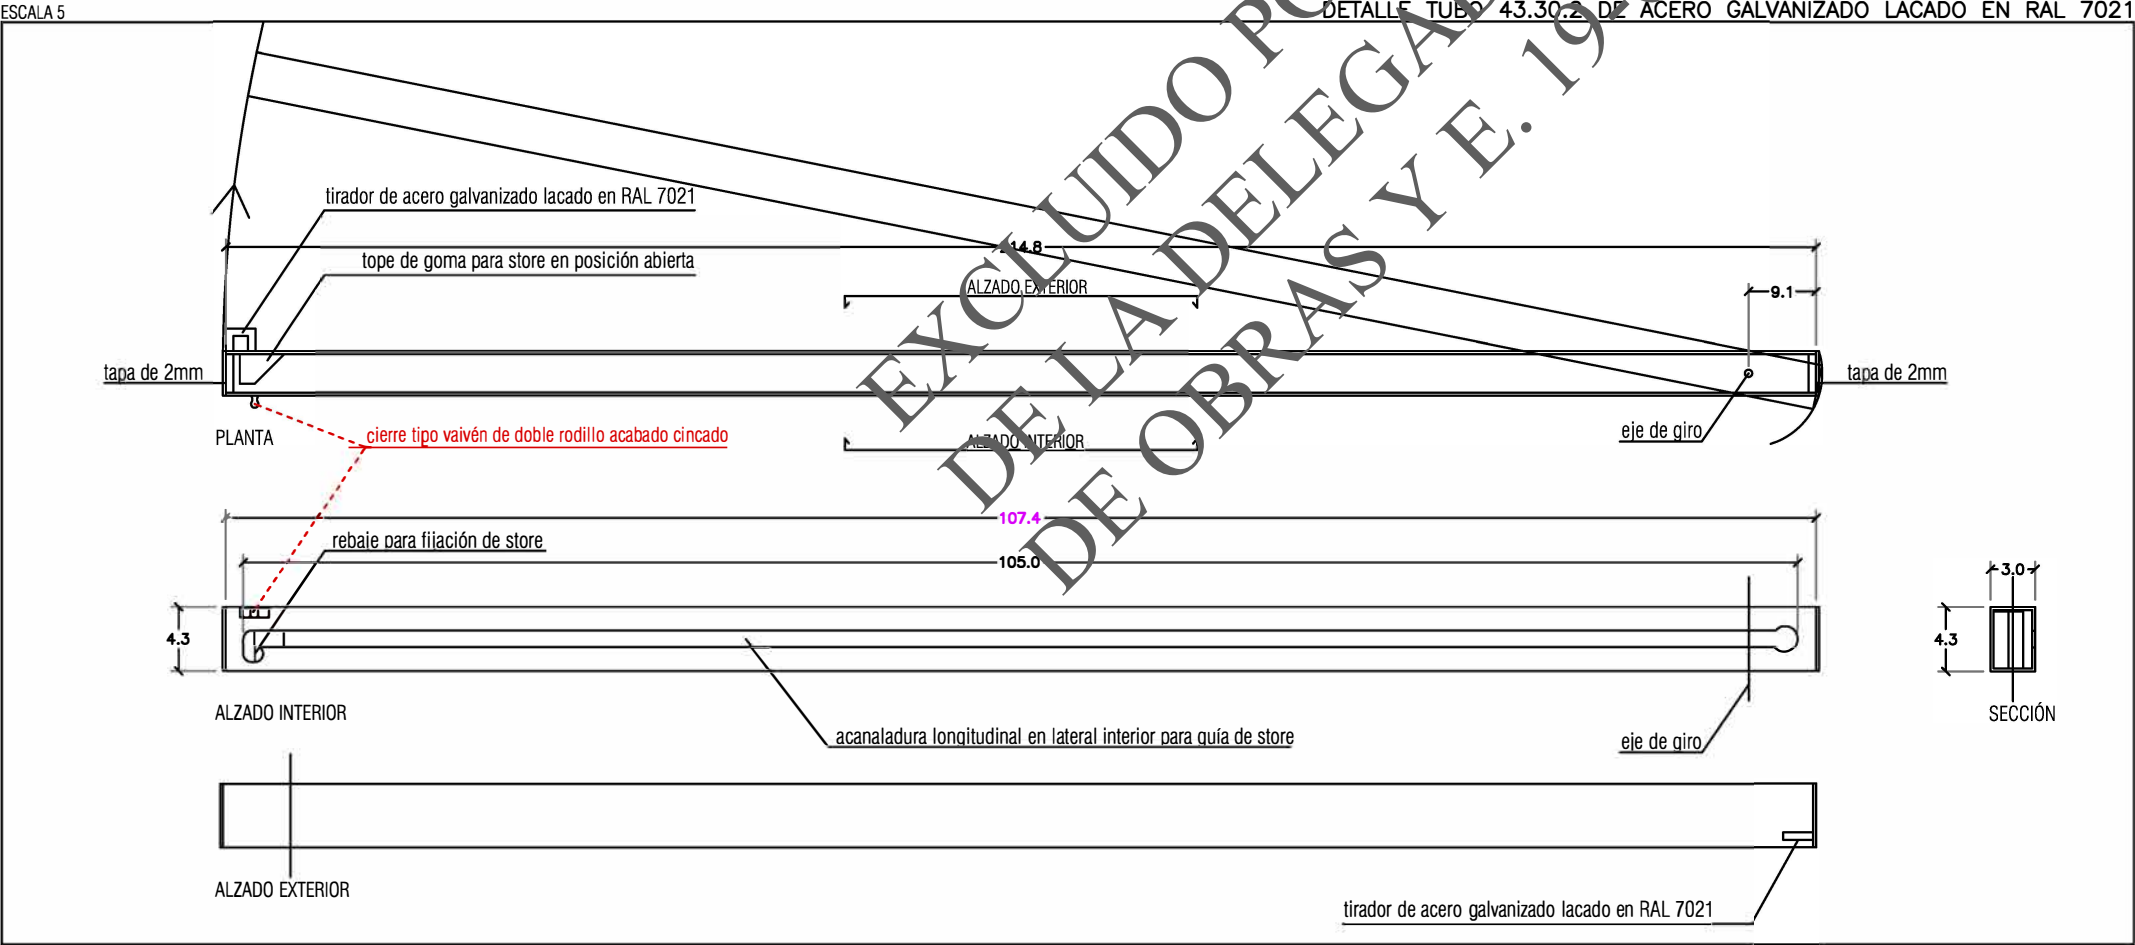 ESCALA 5
DETALLE TUBO 43.30.2 DE ACERO GALVANIZADO LACADO EN RAL 7021
tirador de acero galvanizado lacado en RAL 7021
14.8
tope de goma para store en posición abierta
ALZADO EXTERIOR
9.1
tapa de 2mm
tapa de 2mm
PLANTA
cierre tipo vaivén de doble rodillo acabado cincado
ALZADO INTERIOR
eje de giro
107.4
rebaje para fijación de store
105.0
3.0
4.3
4.3
ALZADO INTERIOR
SECCIÓN
acanaladura longitudinal en lateral interior para guía de store
eje de giro
ALZADO EXTERIOR
tirador de acero galvanizado lacado en RAL 7021
EXCLUIDO
DE LA
DE OBRAS Y E. 19-